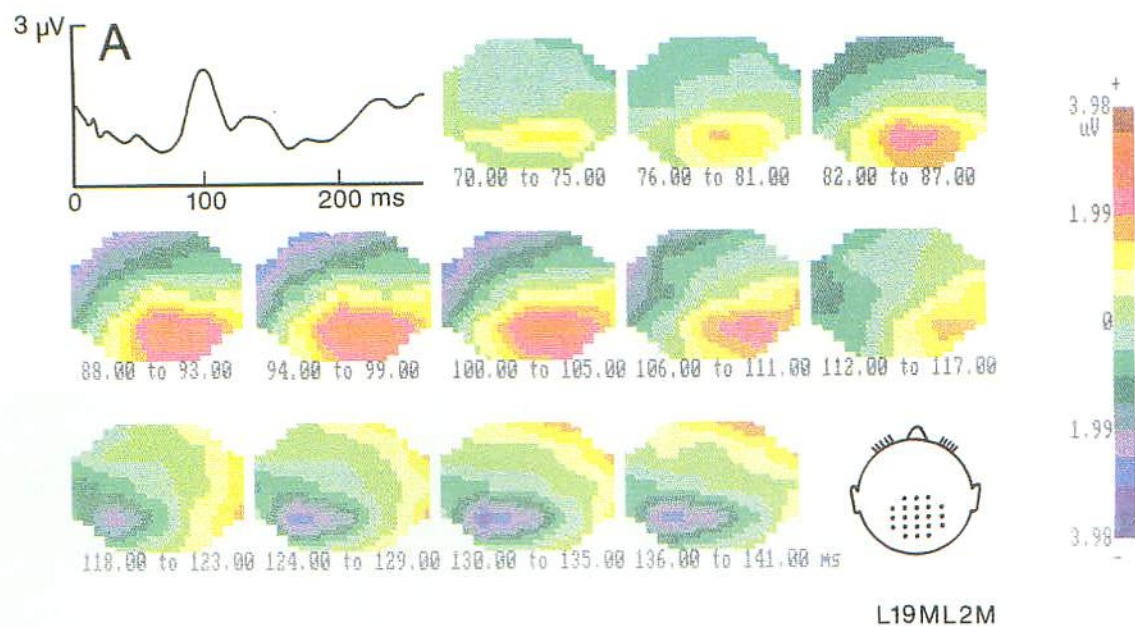 3 µV
A
0 100 200 ms
70.00 to 75.00 76.00 to 81.00 82.00 to 87.00
+
3.98
uV
1.99
0
1.99
3.98
-
88.00 to 93.00 94.00 to 99.00 100.00 to 105.00 106.00 to 111.00 112.00 to 117.00
118.00 to 123.00 124.00 to 129.00 130.00 to 135.00 136.00 to 141.00 ms
L19ML2M